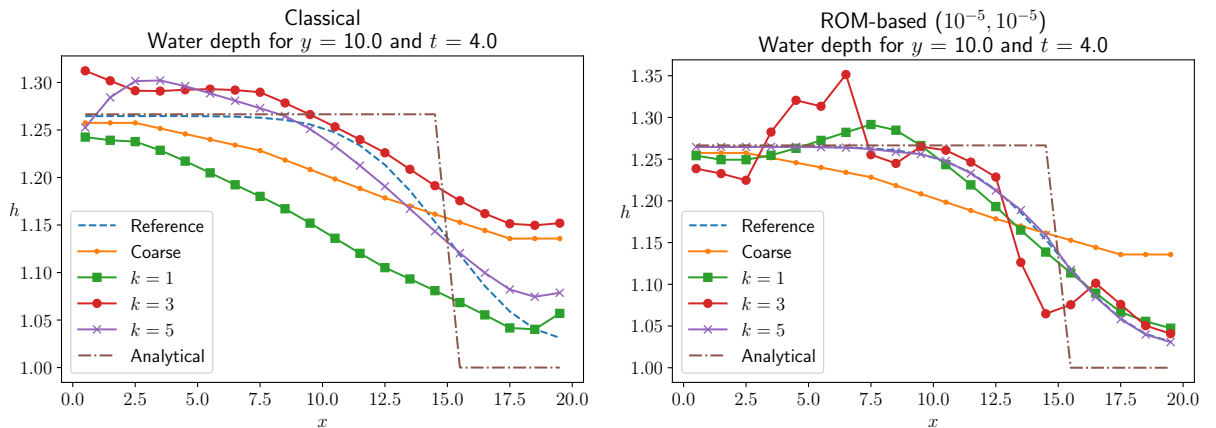 Classical
Water depth for y = 10.0 and t = 4.0
1.30
1.25
1.20
1.15
1.10
1.05
1.00
h
Reference
Coarse
k = 1
k = 3
k = 5
Analytical
0.0 2.5 5.0 7.5 10.0 12.5 15.0 17.5 20.0
x
ROM-based (10⁻⁵, 10⁻⁵)
Water depth for y = 10.0 and t = 4.0
1.35
1.30
1.25
1.20
1.15
1.10
1.05
1.00
h
Reference
Coarse
k = 1
k = 3
k = 5
Analytical
0.0 2.5 5.0 7.5 10.0 12.5 15.0 17.5 20.0
x